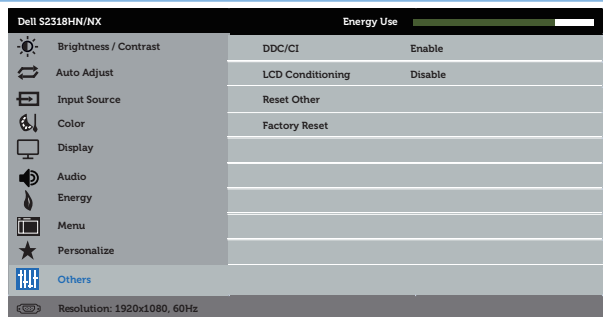 Dell S2318HN/NX Energy Use
Brightness / Contrast DDC/CI Enable
Auto Adjust LCD Conditioning Disable
Input Source Reset Other
Color Factory Reset
Display
Audio
Energy
Menu
Personalize
Others
Resolution: 1920x1080, 60Hz